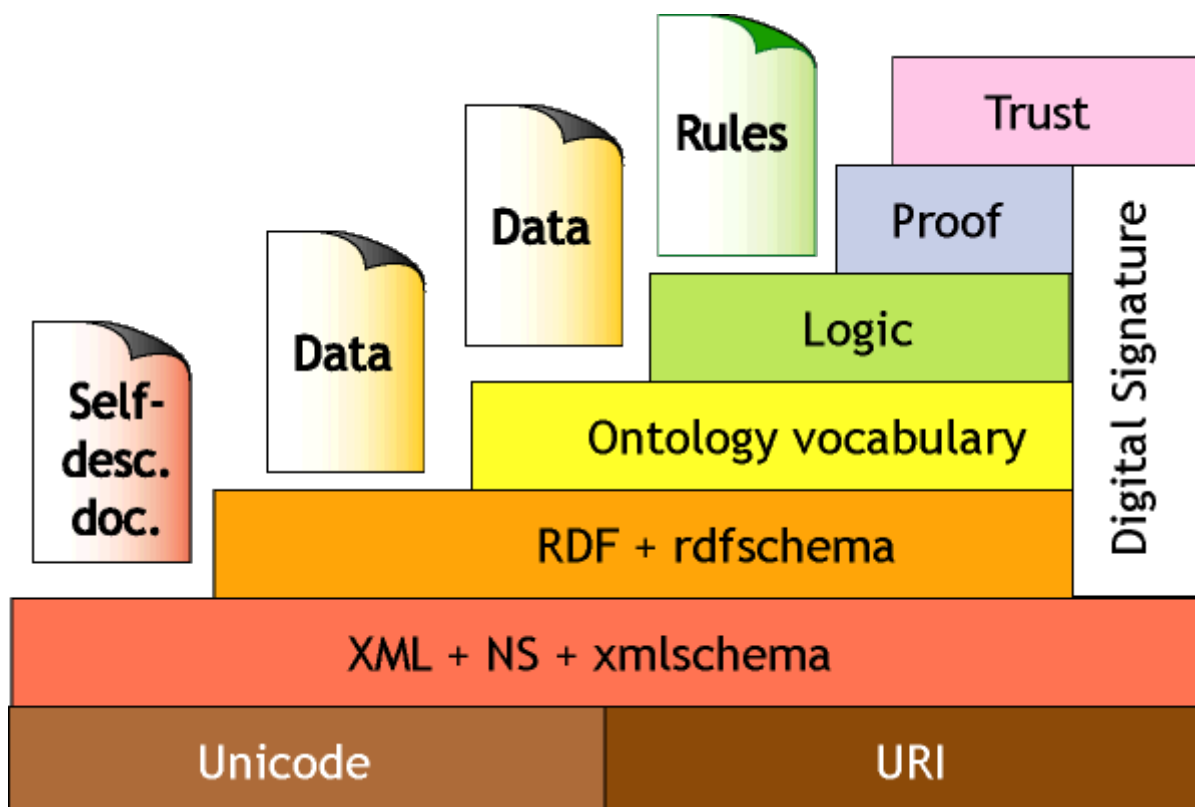 Trust
Rules
Proof
Data
Digital Signature
Logic
Data
Self-
desc.
doc.
Ontology vocabulary
RDF + rdfschema
XML + NS + xmlschema
Unicode
URI